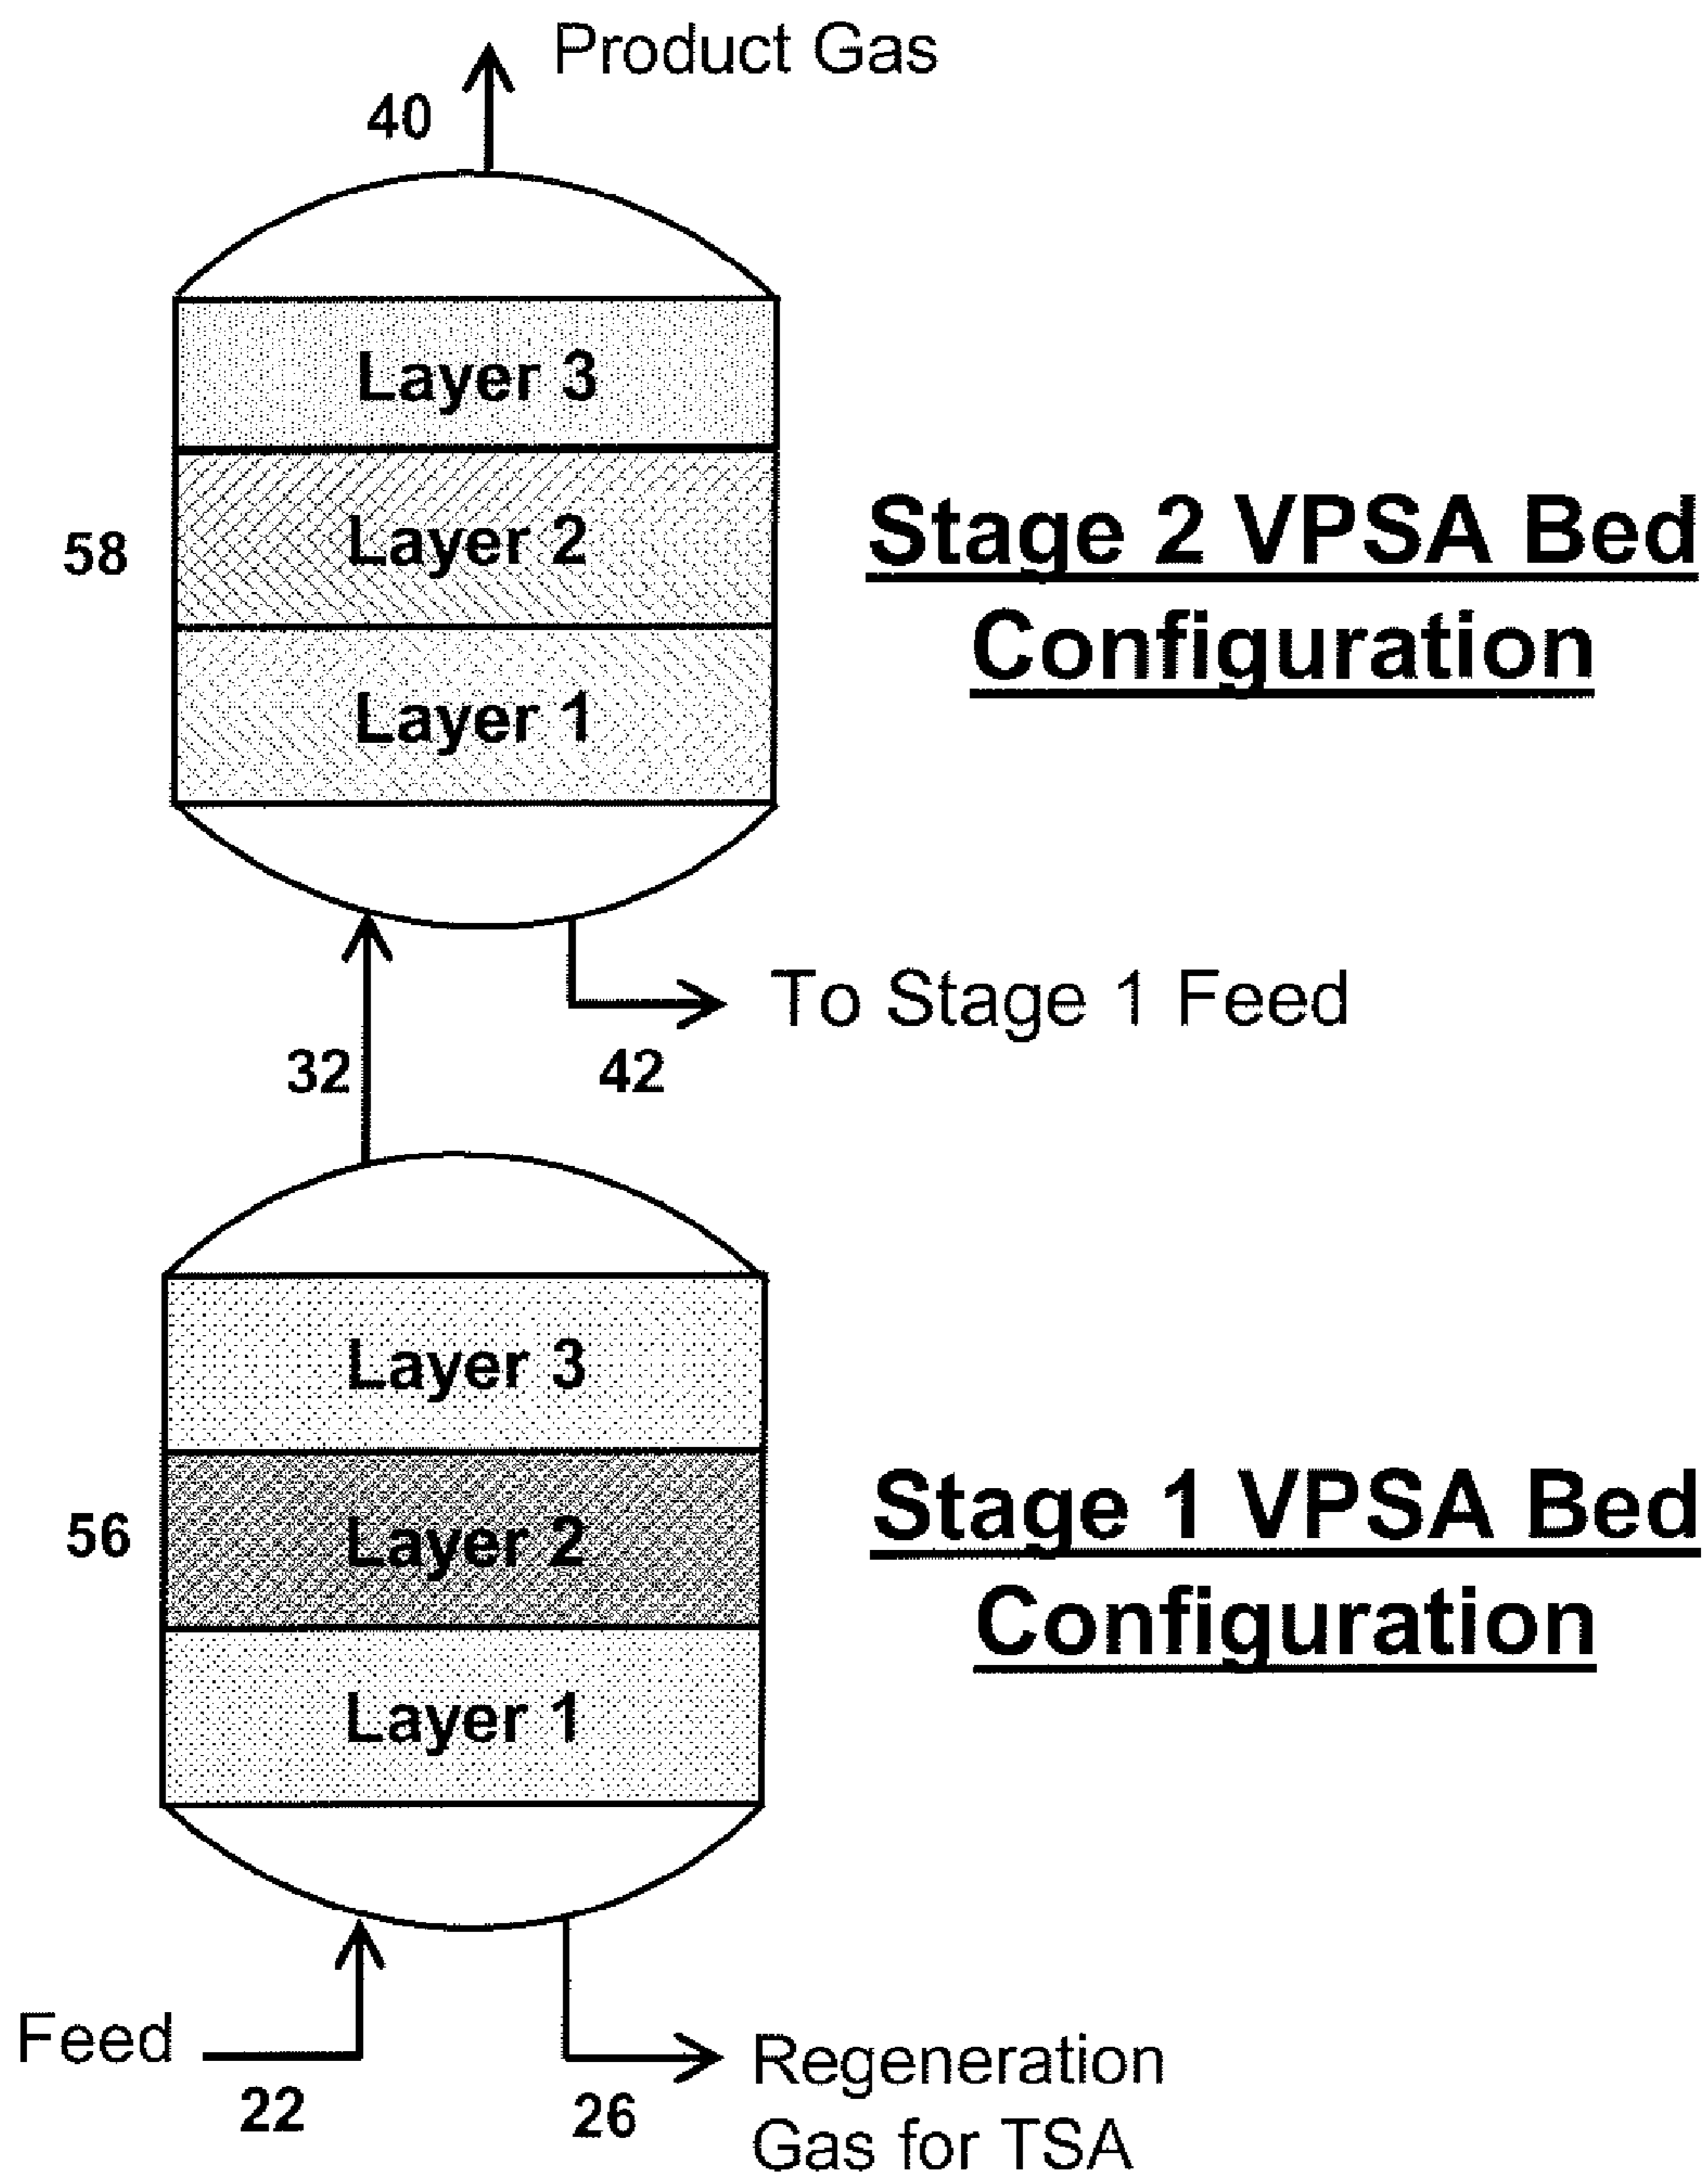 Product Gas
40
Layer 3
Layer 2
58
Layer 1
Stage 2 VPSA Bed
Configuration
To Stage 1 Feed
32
42
Layer 3
Layer 2
56
Layer 1
Stage 1 VPSA Bed
Configuration
Feed
22
26
Regeneration
Gas for TSA